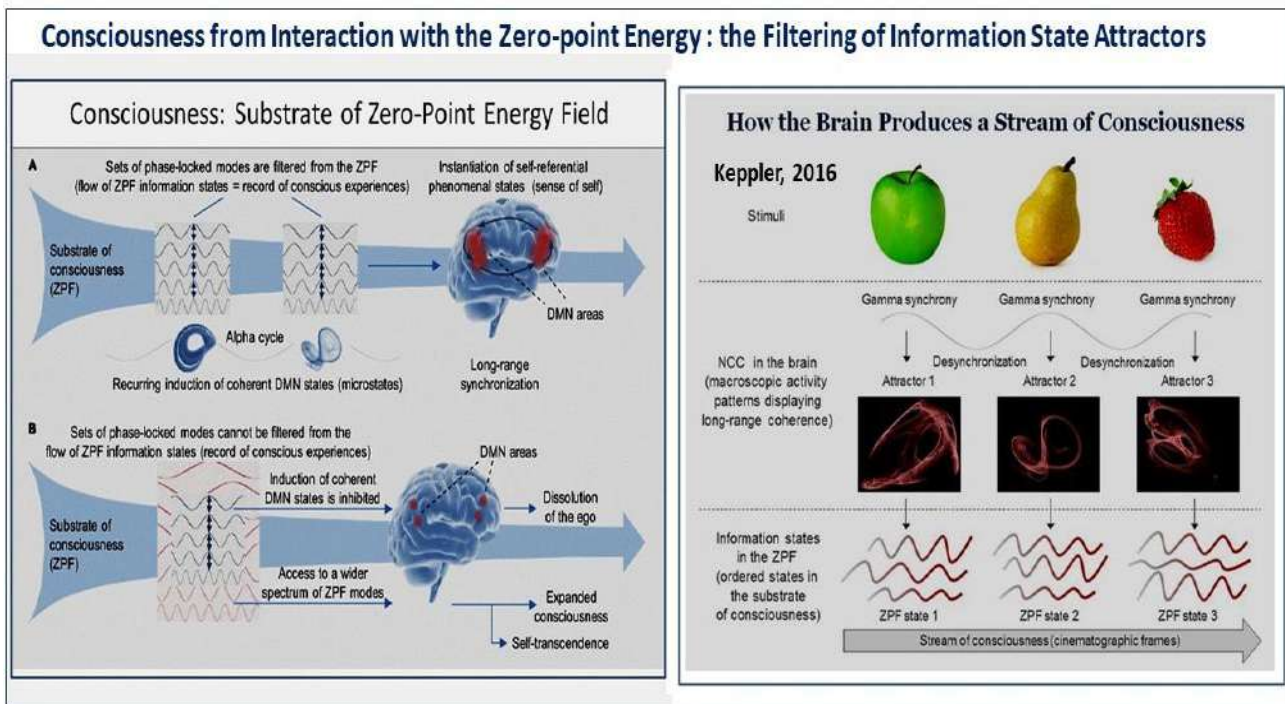 Consciousness from Interaction with the Zero-point Energy : the Filtering of Information State Attractors
Consciousness: Substrate of Zero-Point Energy Field
A
Sets of phase-locked modes are filtered from the ZPF
(flow of ZPF information states = record of conscious experiences)
Instantiation of self-referential
phenomenal states (sense of self)
Substrate of
consciousness
(ZPF)
DMN areas
Alpha cycle
Recurring induction of coherent DMN states (microstates)
Long-range
synchronization
B
Sets of phase-locked modes cannot be filtered from the
flow of ZPF information states (record of conscious experiences)
DMN areas
Induction of coherent
DMN states is inhibited
Dissolution
of the ego
Substrate of
consciousness
(ZPF)
Access to a wider
spectrum of ZPF modes
Expanded
consciousness
Self-transcendence
How the Brain Produces a Stream of Consciousness
Keppler, 2016
Stimuli
Gamma synchrony
Gamma synchrony
Gamma synchrony
Desynchronization
Desynchronization
NCC in the brain
(macroscopic activity
patterns displaying
long-range coherence)
Attractor 1
Attractor 2
Attractor 3
Information states
in the ZPF
(ordered states in
the substrate
of consciousness)
ZPF state 1
ZPF state 2
ZPF state 3
Stream of consciousness (cinematographic frames)